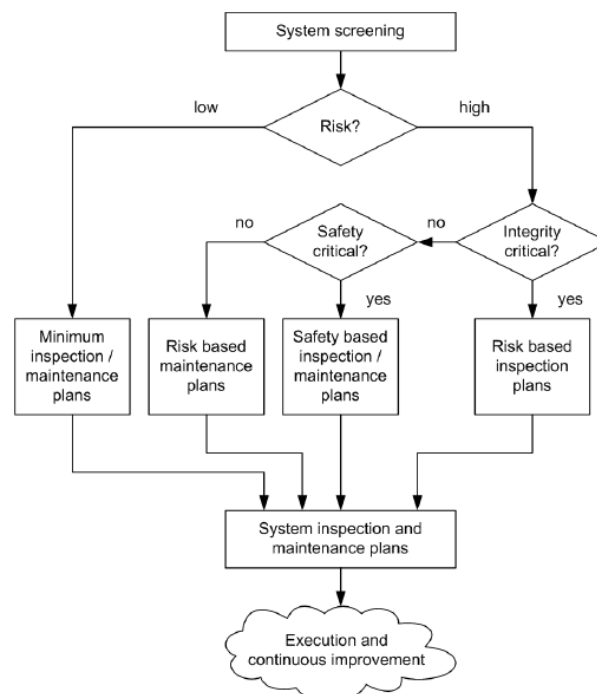 System screening
low
high
Risk?
no
Safety
critical?
no
Integrity
critical?
yes
yes
Minimum
inspection /
maintenance
plans
Risk based
maintenance
plans
Safety based
inspection /
maintenance
plans
Risk based
inspection
plans
System inspection and
maintenance plans
Execution and
continuous improvement